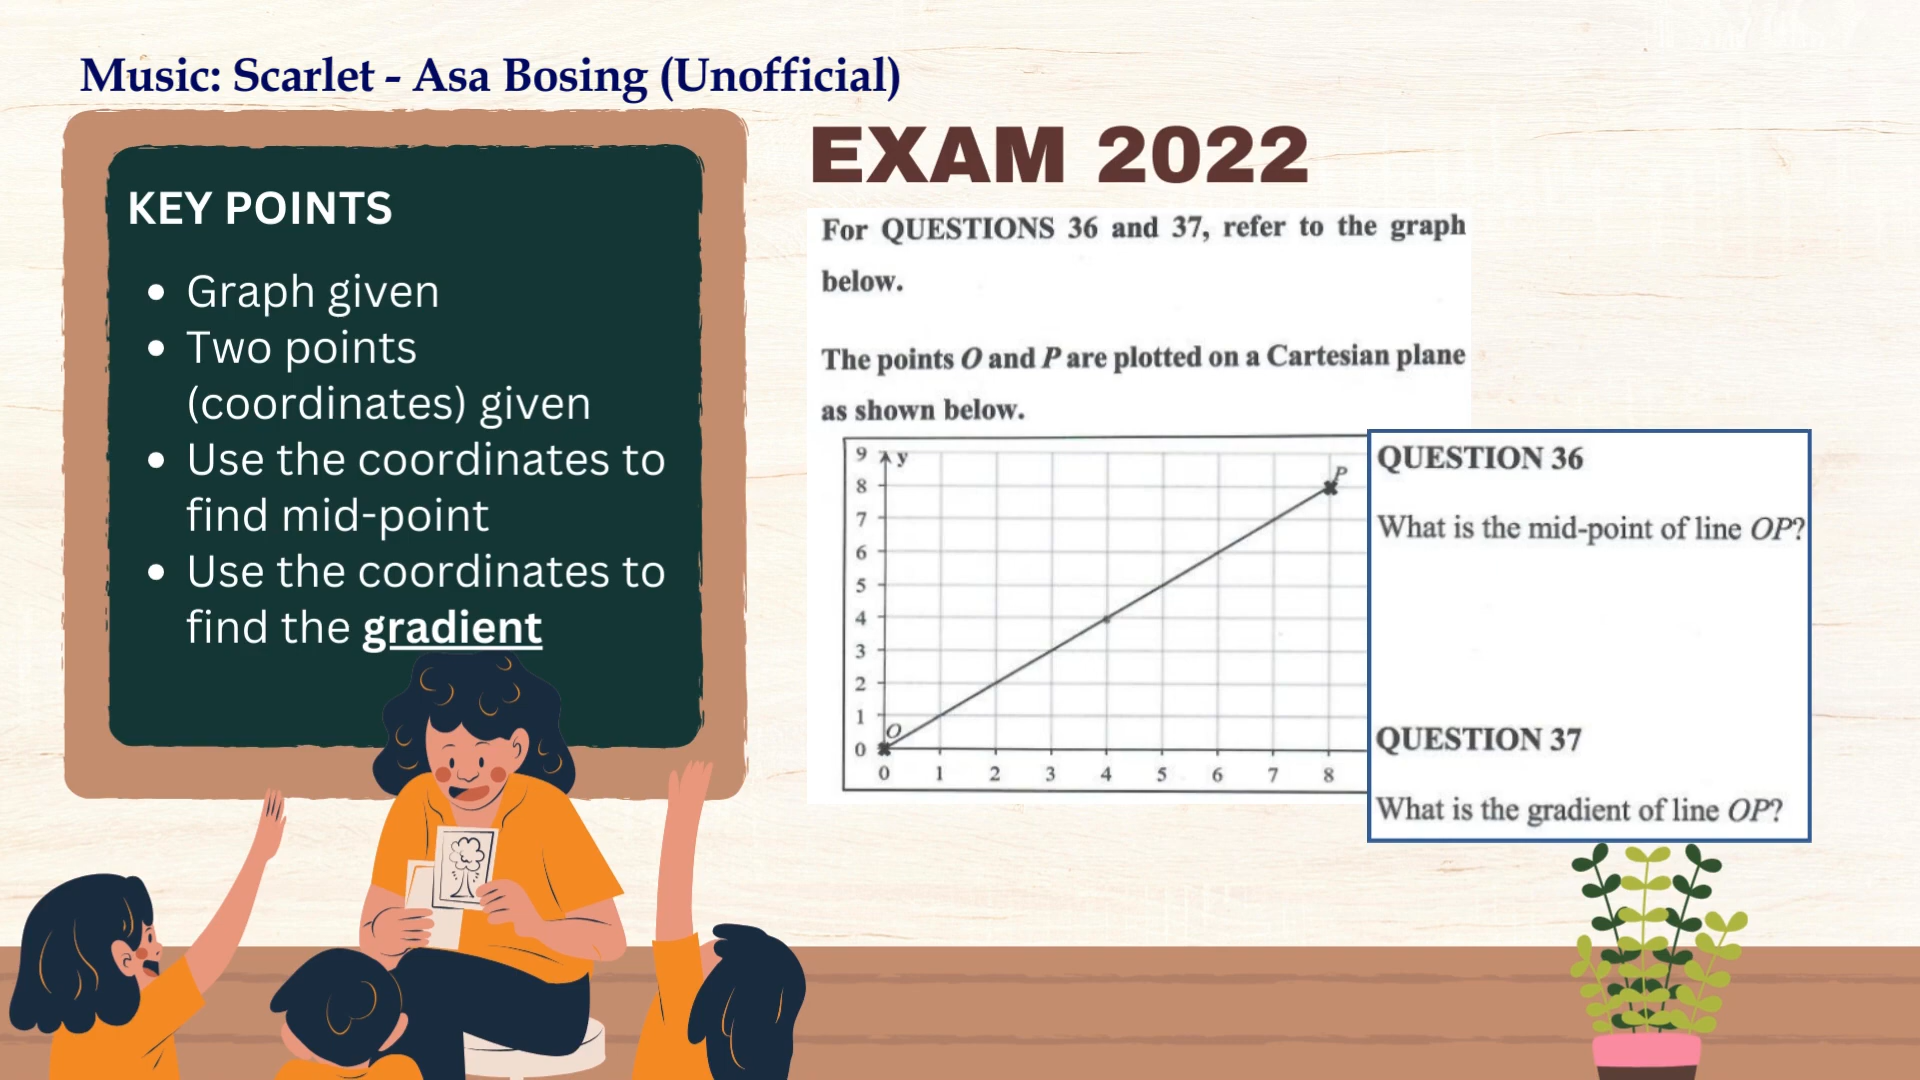 Music: Scarlet - Asa Bosing (Unofficial)
KEY POINTS
• Graph given
• Two points
(coordinates) given
• Use the coordinates to
find mid-point
• Use the coordinates to
find the gradient
EXAM 2022
For QUESTIONS 36 and 37, refer to the graph
below.
The points O and P are plotted on a Cartesian plane
as shown below.
9 y
P
8
7
6
5
4
3
2
1
O
0
0 1 2 3 4 5 6 7 8
QUESTION 36
What is the mid-point of line OP?
QUESTION 37
What is the gradient of line OP?